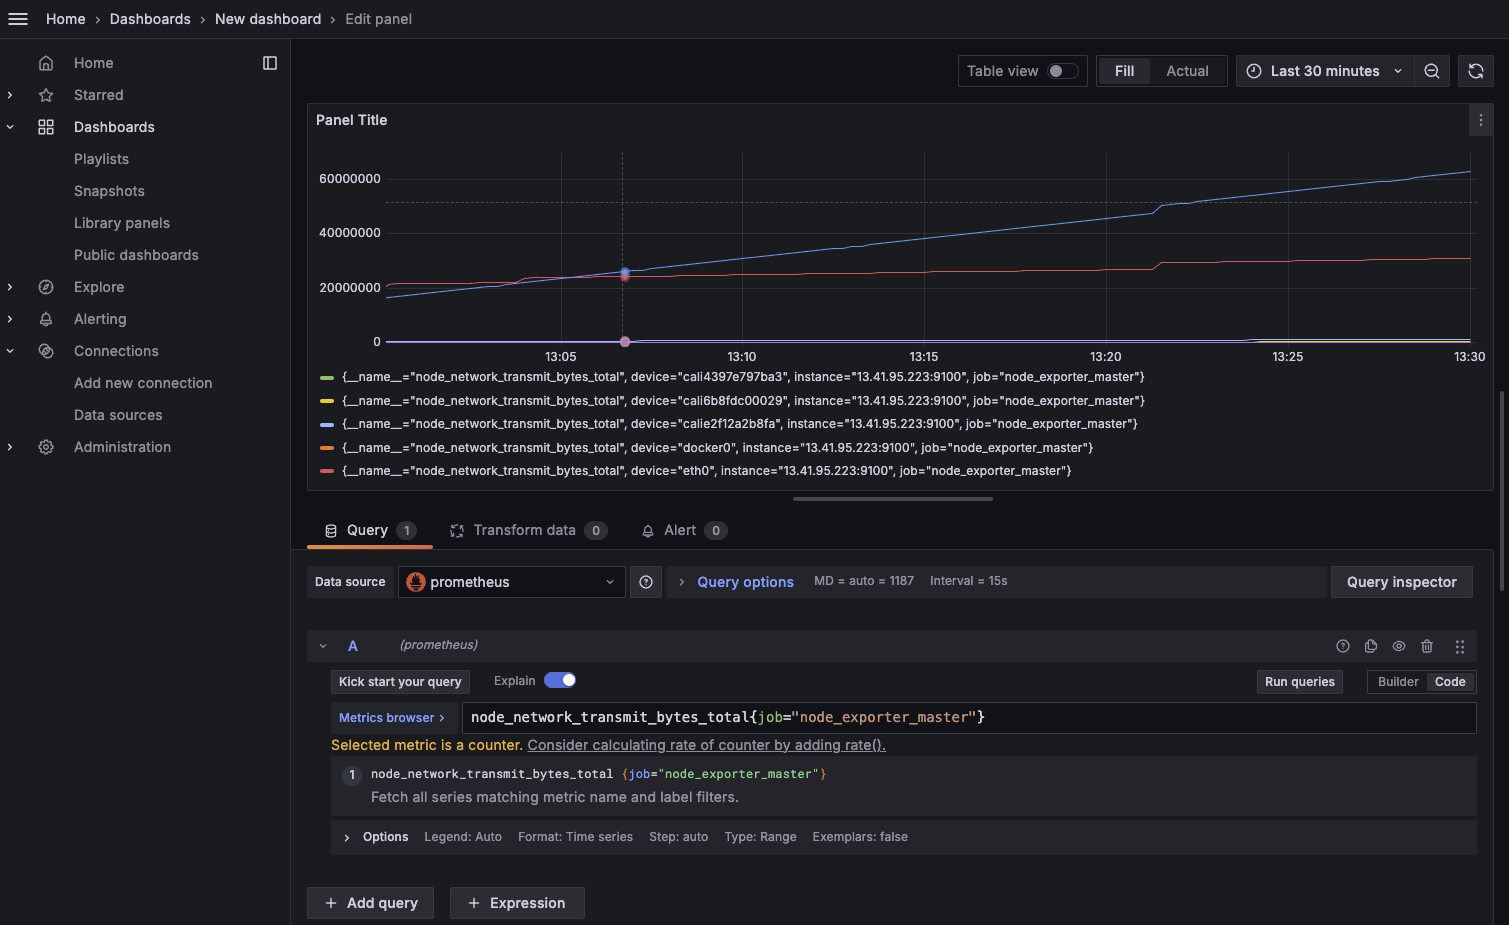 Home › Dashboards › New dashboard › Edit panel
Home
Starred
Dashboards
Playlists
Snapshots
Library panels
Public dashboards
Explore
Alerting
Connections
Add new connection
Data sources
Administration
Table view Fill Actual Last 30 minutes
Panel Title
60000000
40000000
20000000
0
13:05 13:10 13:15 13:20 13:25 13:30
{__name__="node_network_transmit_bytes_total", device="cali4397e797ba3", instance="13.41.95.223:9100", job="node_exporter_master"}
{__name__="node_network_transmit_bytes_total", device="cali6b8fdc00029", instance="13.41.95.223:9100", job="node_exporter_master"}
{__name__="node_network_transmit_bytes_total", device="calie2f12a2b8fa", instance="13.41.95.223:9100", job="node_exporter_master"}
{__name__="node_network_transmit_bytes_total", device="docker0", instance="13.41.95.223:9100", job="node_exporter_master"}
{__name__="node_network_transmit_bytes_total", device="eth0", instance="13.41.95.223:9100", job="node_exporter_master"}
Query 1 Transform data 0 Alert 0
Data source prometheus › Query options MD = auto = 1187 Interval = 15s Query inspector
A (prometheus)
Kick start your query Explain Run queries Builder Code
Metrics browser › node_network_transmit_bytes_total{job="node_exporter_master"}
Selected metric is a counter. Consider calculating rate of counter by adding rate().
1 node_network_transmit_bytes_total {job="node_exporter_master"}
Fetch all series matching metric name and label filters.
› Options Legend: Auto Format: Time series Step: auto Type: Range Exemplars: false
+ Add query + Expression